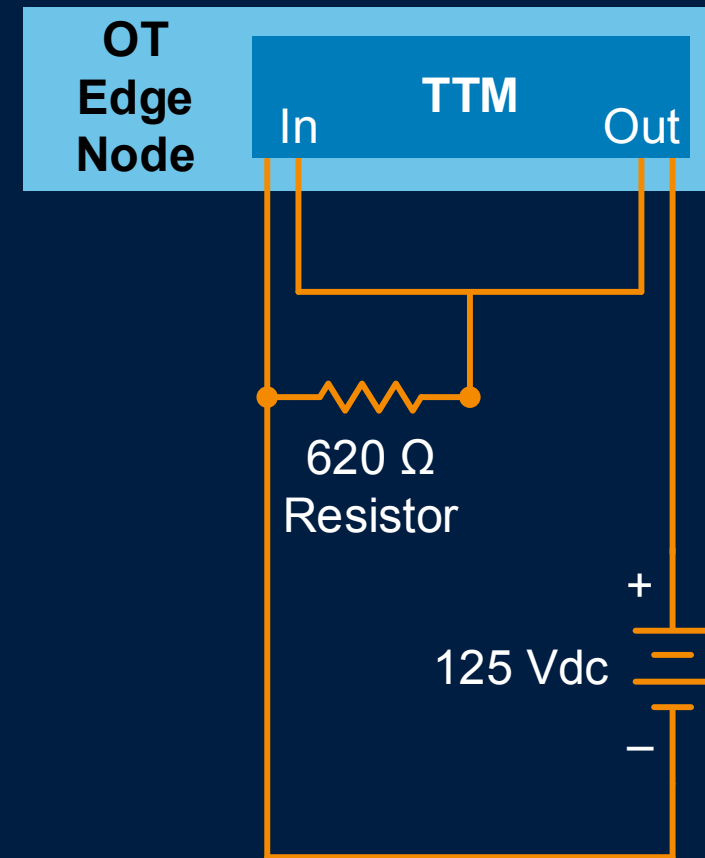 OT
Edge
Node
TTM
In
Out
620 Ω
Resistor
+
125 Vdc
–